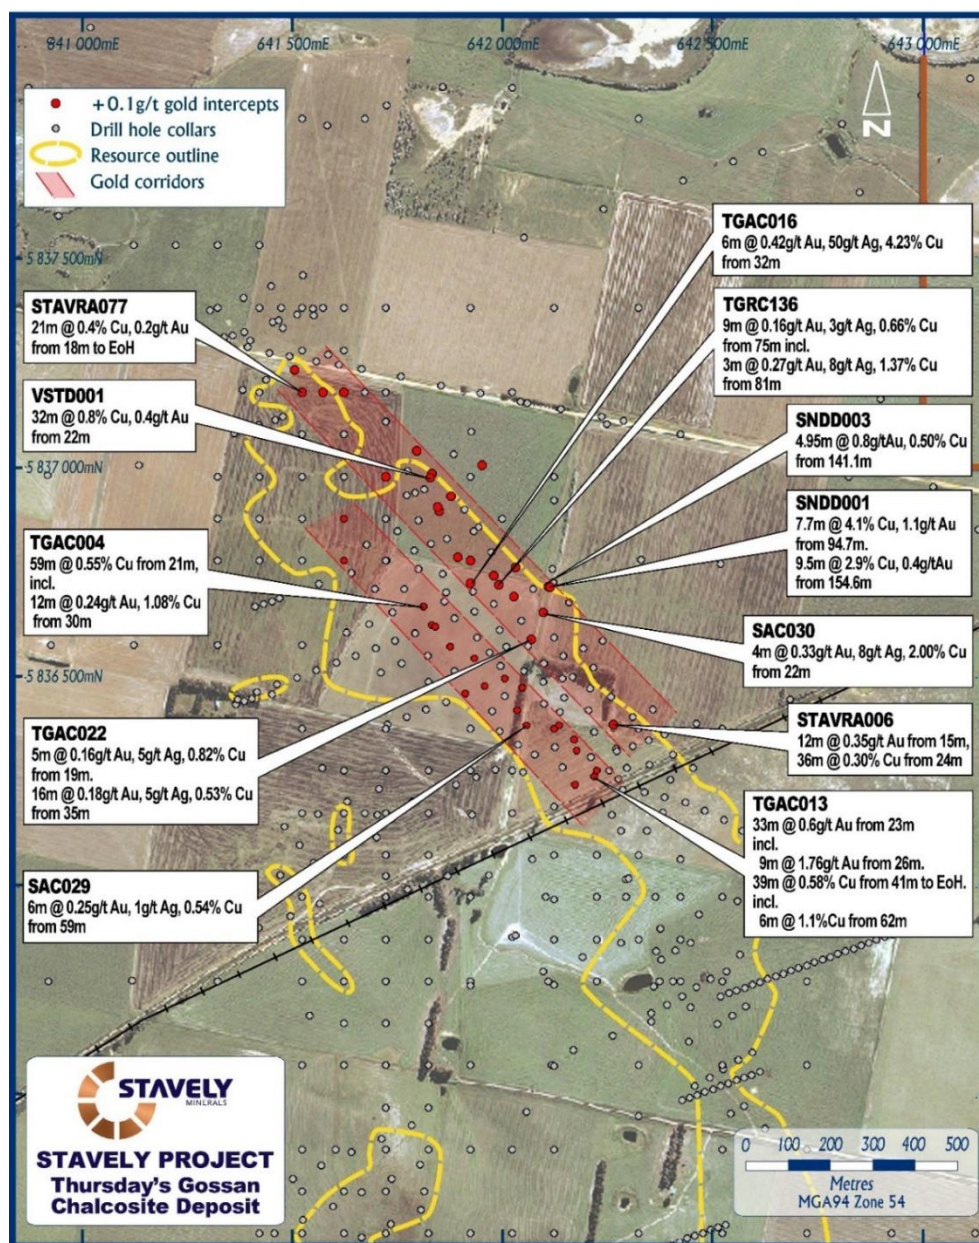 841 000mE
641 500mE
642 000mE
642 500mE
643 000mE
+0.1g/t gold intercepts
Drill hole collars
Resource outline
Gold corridors
N
5 837 500mN
5 837 000mN
5 836 500mN
TGAC016
6m @ 0.42g/t Au, 50g/t Ag, 4.23% Cu
from 32m
STAVRA077
21m @ 0.4% Cu, 0.2g/t Au
from 18m to EoH
TGRC136
9m @ 0.16g/t Au, 3g/t Ag, 0.66% Cu
from 75m incl.
3m @ 0.27g/t Au, 8g/t Ag, 1.37% Cu
from 81m
VSTD001
32m @ 0.8% Cu, 0.4g/t Au
from 22m
SNDD003
4.95m @ 0.8g/tAu, 0.50% Cu
from 141.1m
SNDD001
7.7m @ 4.1% Cu, 1.1g/t Au
from 94.7m.
9.5m @ 2.9% Cu, 0.4g/tAu
from 154.6m
TGAC004
59m @ 0.55% Cu from 21m,
incl.
12m @ 0.24g/t Au, 1.08% Cu
from 30m
SAC030
4m @ 0.33g/t Au, 8g/t Ag, 2.00% Cu
from 22m
STAVRA006
12m @ 0.35g/t Au from 15m,
36m @ 0.30% Cu from 24m
TGAC022
5m @ 0.16g/t Au, 5g/t Ag, 0.82% Cu
from 19m.
16m @ 0.18g/t Au, 5g/t Ag, 0.53% Cu
from 35m
TGAC013
33m @ 0.6g/t Au from 23m
incl.
9m @ 1.76g/t Au from 26m.
39m @ 0.58% Cu from 41m to EoH.
incl.
6m @ 1.1%Cu from 62m
SAC029
6m @ 0.25g/t Au, 1g/t Ag, 0.54% Cu
from 59m
STAVELY
MINERALS
STAVELY PROJECT
Thursday's Gossan
Chalcosite Deposit
0 100 200 300 400 500
Metres
MGA94 Zone 54